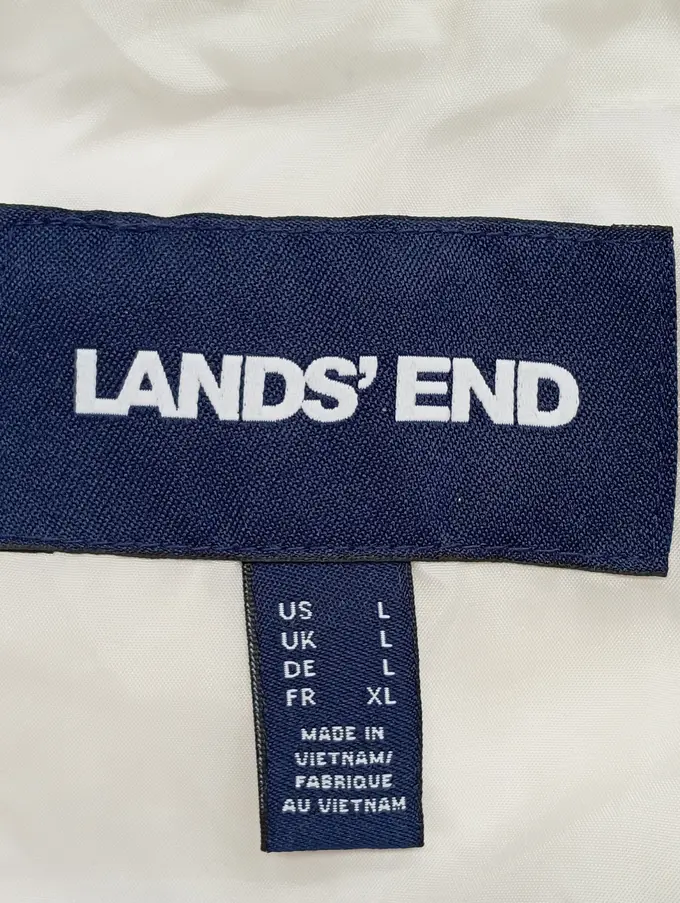 LANDS' END
US L
UK L
DE L
FR XL
MADE IN
VIETNAM/
FABRIQUE
AU VIETNAM